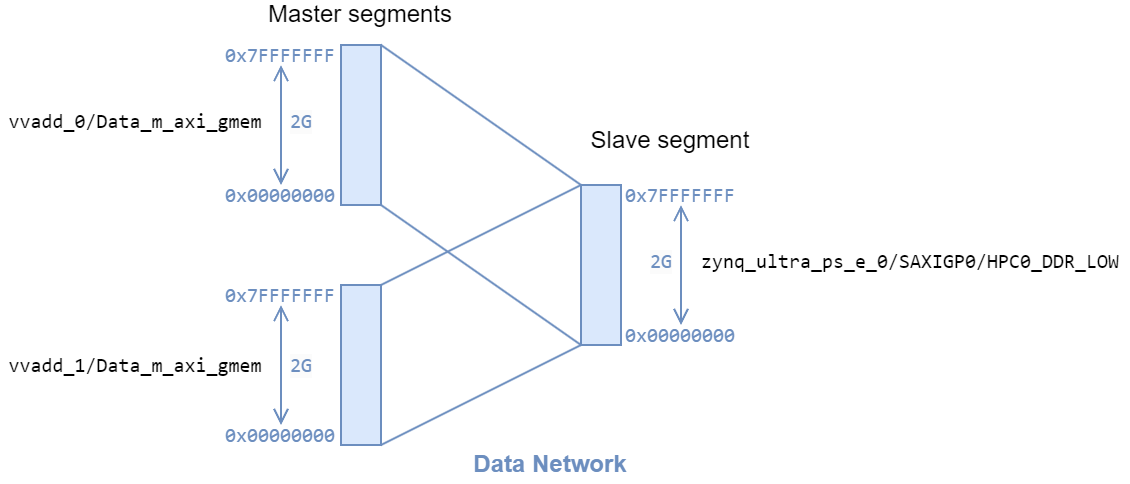 Master segments
0x7FFFFFFF
vvadd_0/Data_m_axi_gmem
2G
0x00000000
Slave segment
0x7FFFFFFF
2G
zynq_ultra_ps_e_0/SAXIGP0/HPC0_DDR_LOW
0x00000000
0x7FFFFFFF
vvadd_1/Data_m_axi_gmem
2G
0x00000000
Data Network